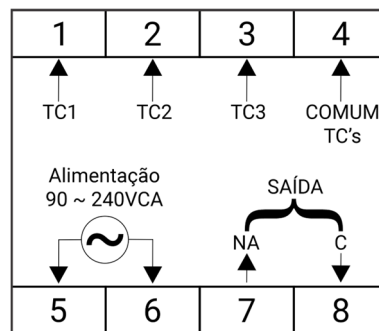 1 2 3 4
TC1 TC2 TC3 COMUM
TC's
Alimentação
90 ~ 240VCA
SAÍDA
NA C
5 6 7 8